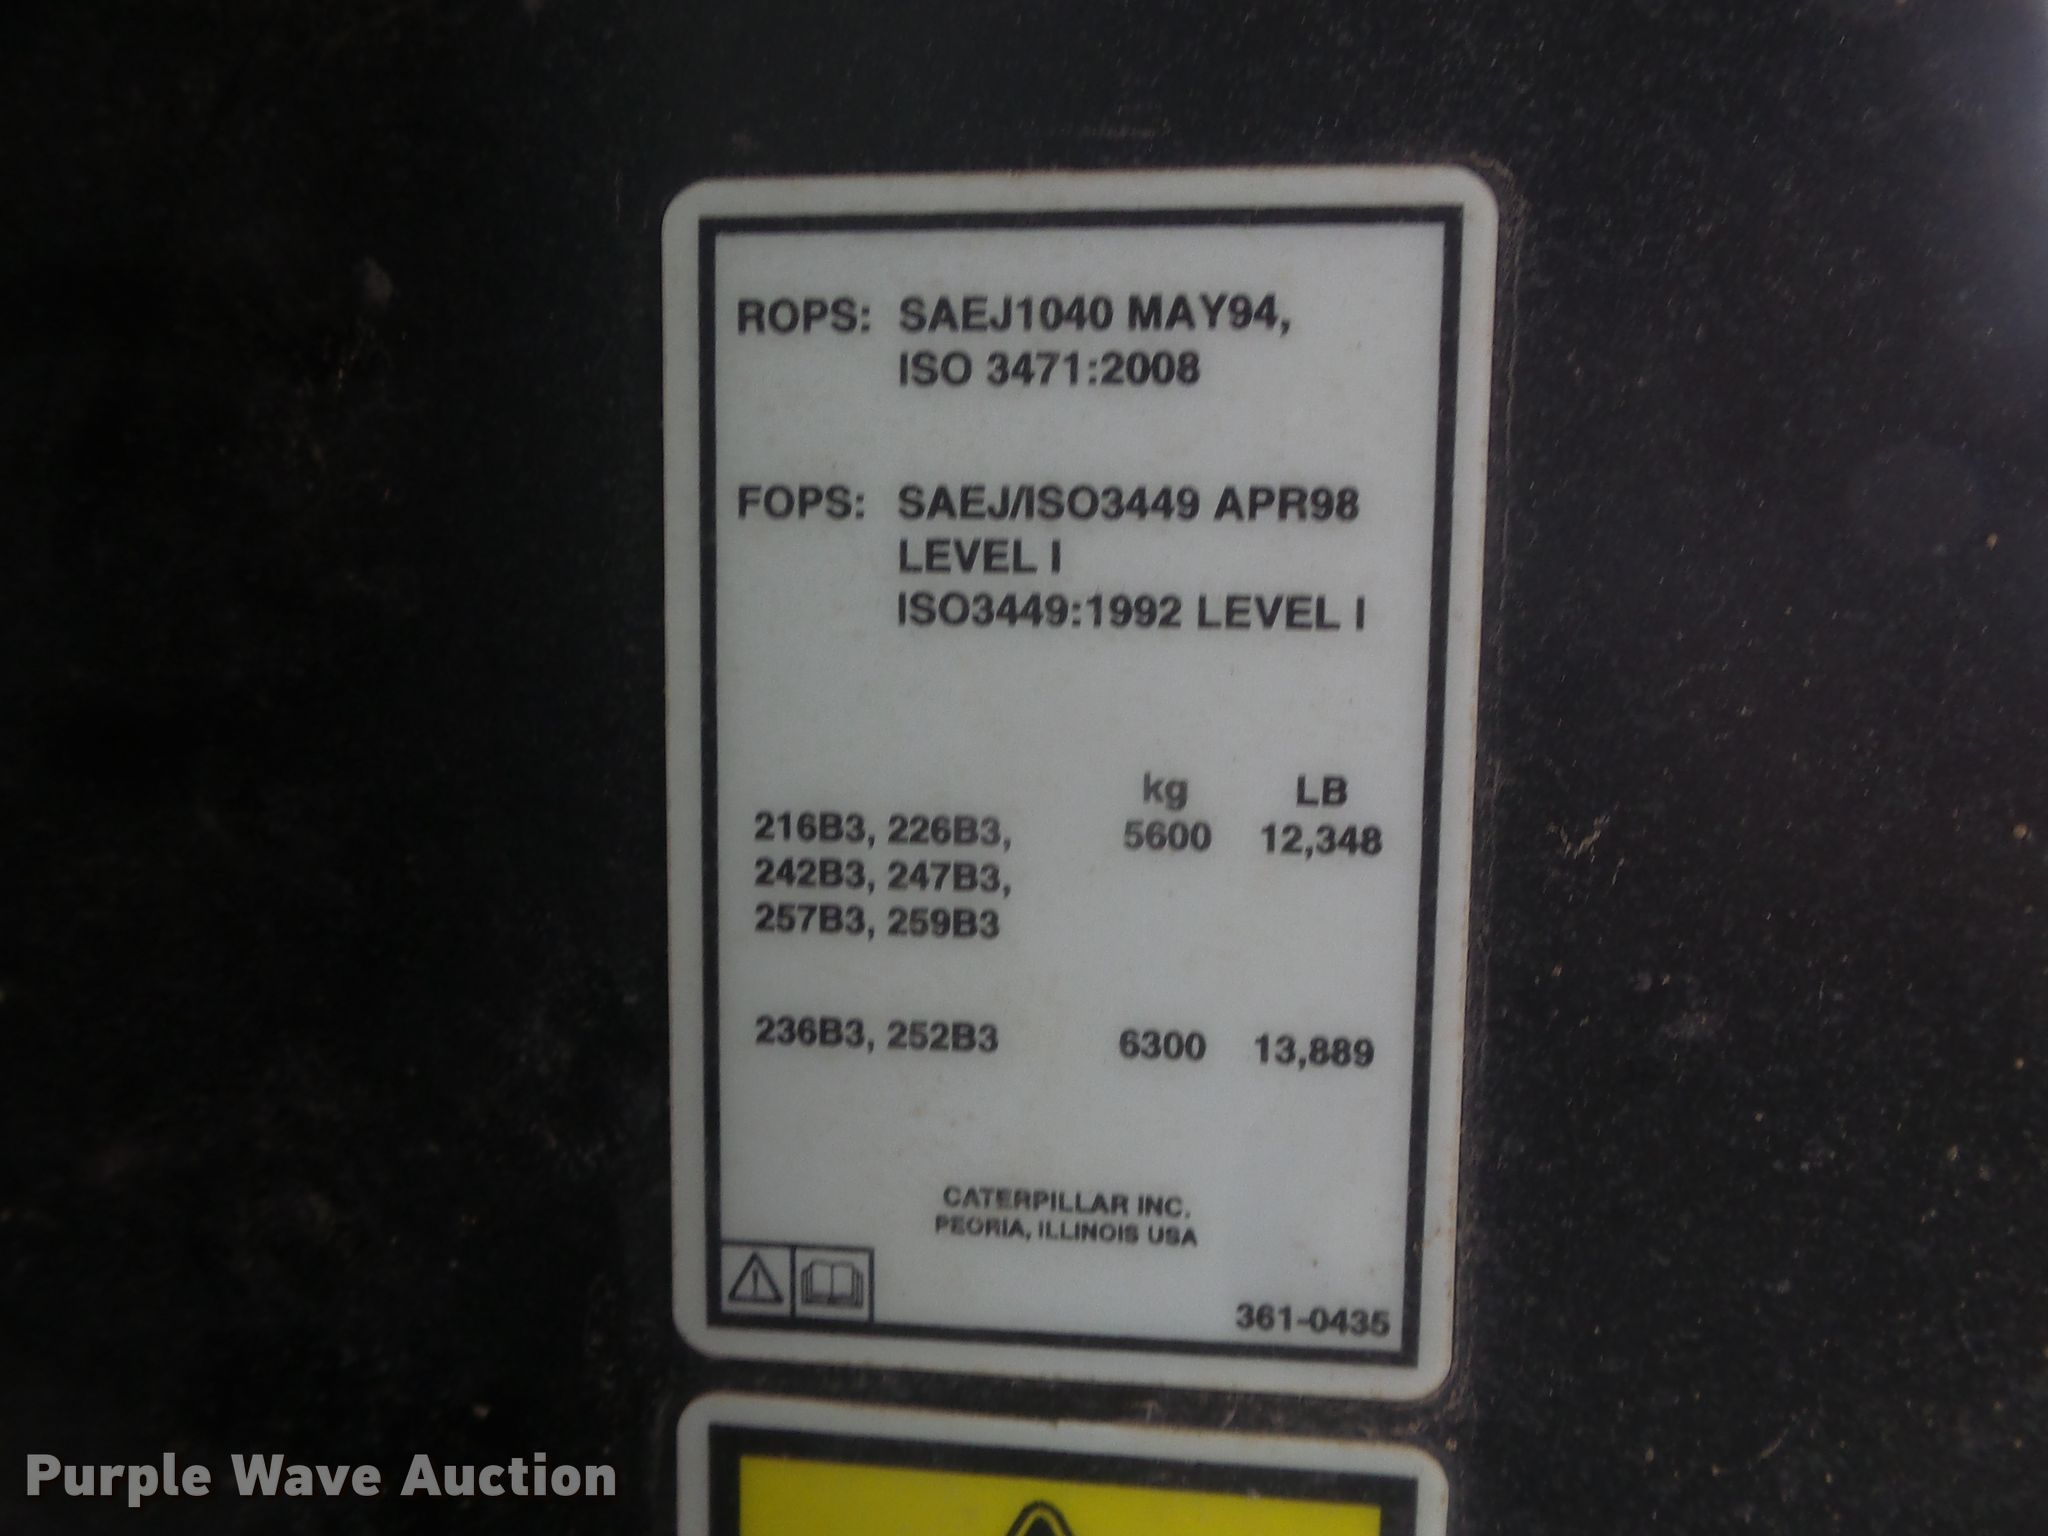 ROPS: SAEJ1040 MAY94,
ISO 3471:2008
FOPS: SAEJ/ISO3449 APR98
LEVEL I
ISO3449:1992 LEVEL I
kg LB
216B3, 226B3, 5600 12,348
242B3, 247B3,
257B3, 259B3
236B3, 252B3 6300 13,889
CATERPILLAR INC.
PEORIA, ILLINOIS USA
361-0435
Purple Wave Auction